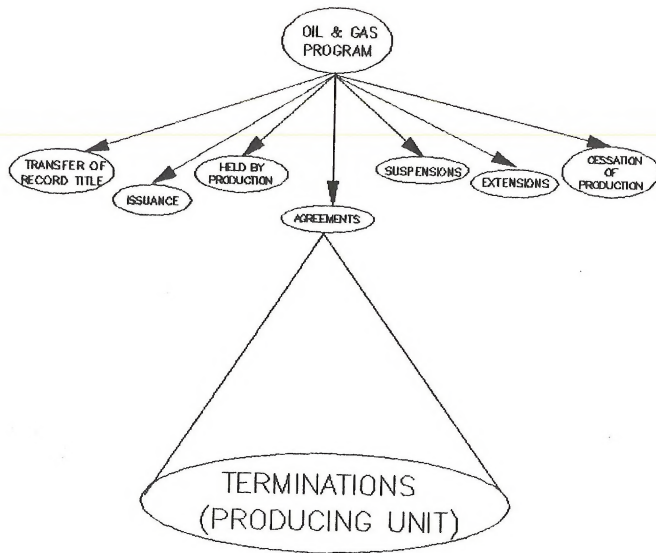 OIL & GAS
PROGRAM
TRANSFER OF
RECORD TITLE
ISSUANCE
HELD BY
PRODUCTION
AGREEMENTS
SUSPENSIONS
EXTENSIONS
CESSATION
OF
PRODUCTION
TERMINATIONS
(PRODUCING UNIT)